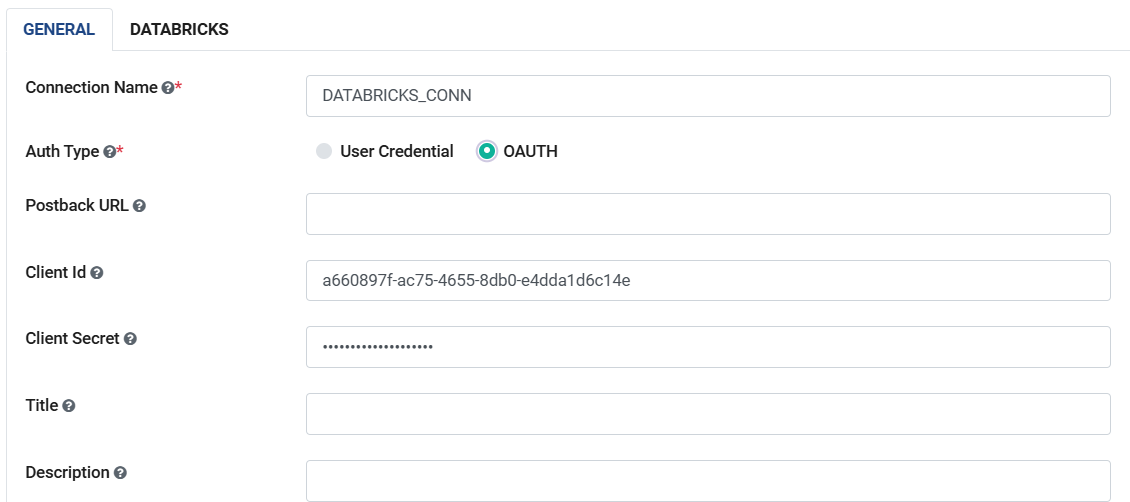 GENERAL DATABRICKS
Connection Name ?* DATABRICKS_CONN
Auth Type ?* User Credential OAUTH
Postback URL ?
Client Id ? a660897f-ac75-4655-8db0-e4dda1d6c14e
Client Secret ? ••••••••••••••••••••
Title ?
Description ?